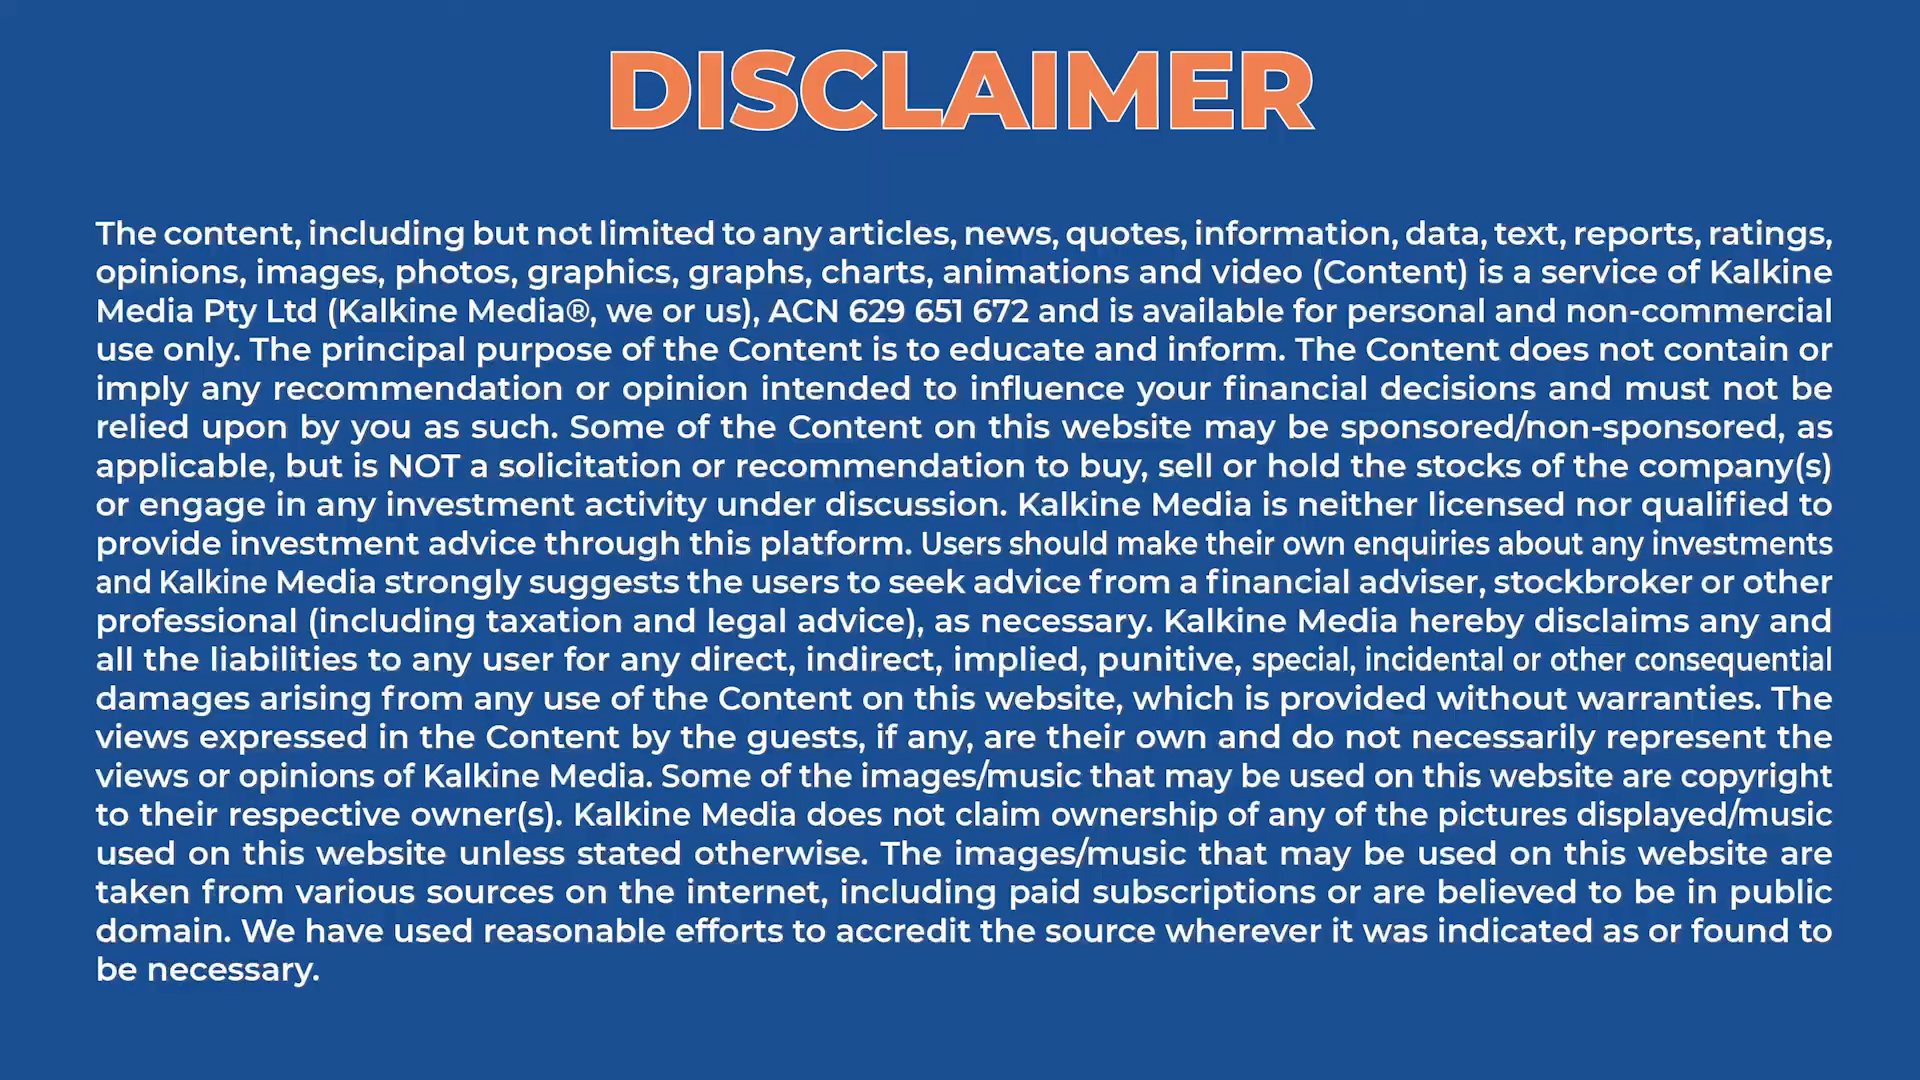 DISCLAIMER
The content, including but not limited to any articles, news, quotes, information, data, text, reports, ratings,
opinions, images, photos, graphics, graphs, charts, animations and video (Content) is a service of Kalkine
Media Pty Ltd (Kalkine Media®, we or us), ACN 629 651 672 and is available for personal and non-commercial
use only. The principal purpose of the Content is to educate and inform. The Content does not contain or
imply any recommendation or opinion intended to influence your financial decisions and must not be
relied upon by you as such. Some of the Content on this website may be sponsored/non-sponsored, as
applicable, but is NOT a solicitation or recommendation to buy, sell or hold the stocks of the company(s)
or engage in any investment activity under discussion. Kalkine Media is neither licensed nor qualified to
provide investment advice through this platform. Users should make their own enquiries about any investments
and Kalkine Media strongly suggests the users to seek advice from a financial adviser, stockbroker or other
professional (including taxation and legal advice), as necessary. Kalkine Media hereby disclaims any and
all the liabilities to any user for any direct, indirect, implied, punitive, special, incidental or other consequential
damages arising from any use of the Content on this website, which is provided without warranties. The
views expressed in the Content by the guests, if any, are their own and do not necessarily represent the
views or opinions of Kalkine Media. Some of the images/music that may be used on this website are copyright
to their respective owner(s). Kalkine Media does not claim ownership of any of the pictures displayed/music
used on this website unless stated otherwise. The images/music that may be used on this website are
taken from various sources on the internet, including paid subscriptions or are believed to be in public
domain. We have used reasonable efforts to accredit the source wherever it was indicated as or found to
be necessary.